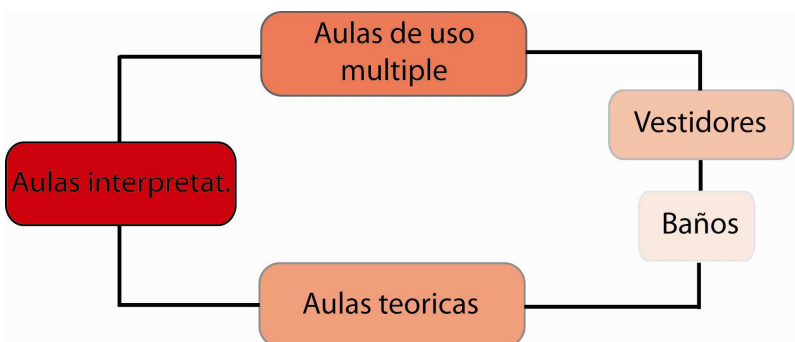 Aulas de uso
multiple
Vestidores
Aulas interpretat.
Baños
Aulas teoricas